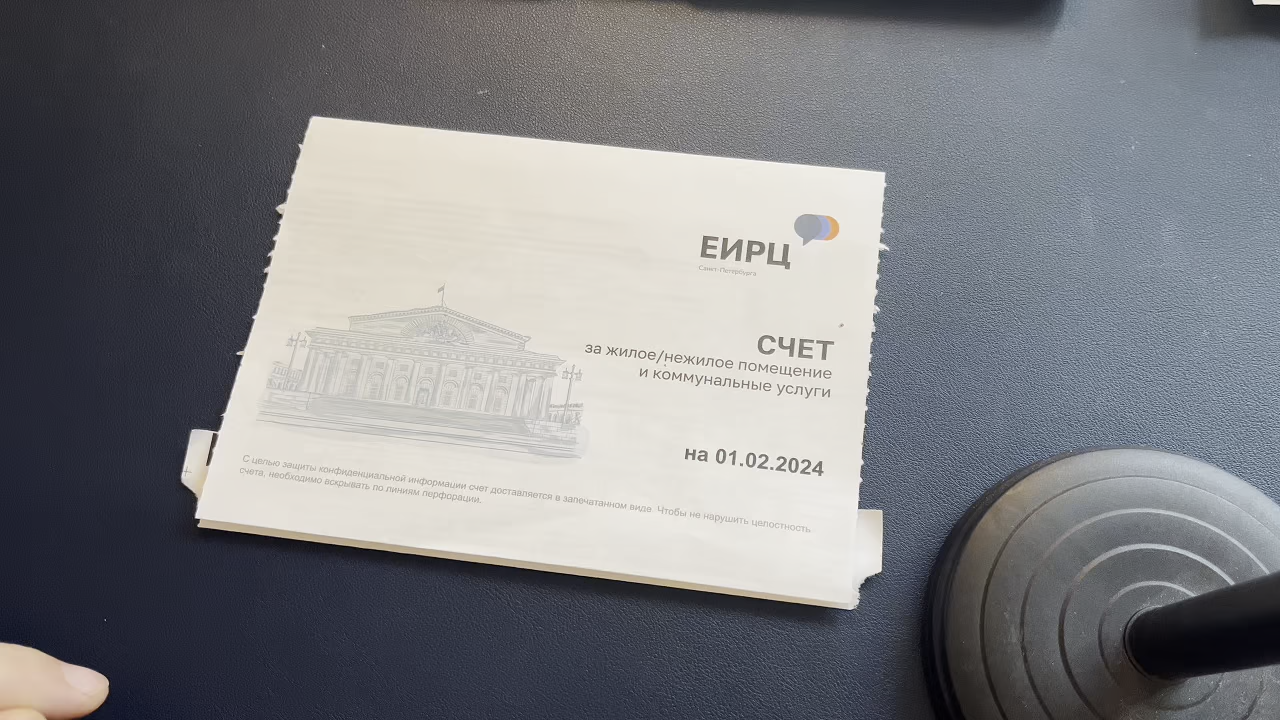 ЕИРЦ
Санкт-Петербурга
СЧЕТ
за жилое/нежилое помещение
и коммунальные услуги
на 01.02.2024
С целью защиты конфиденциальной информации счет доставляется в запечатанном виде. Чтобы не нарушить целостность
счета, необходимо вскрывать по линиям перфорации.